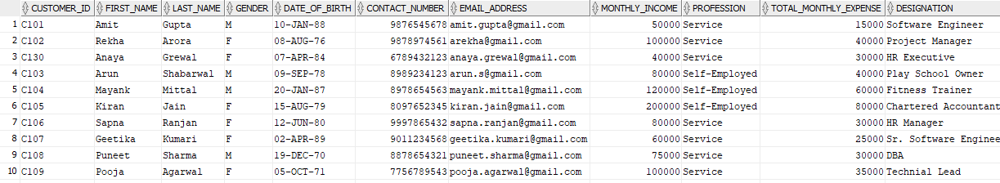 CUSTOMER_ID FIRST_NAME LAST_NAME GENDER DATE_OF_BIRTH CONTACT_NUMBER EMAIL_ADDRESS MONTHLY_INCOME PROFESSION TOTAL_MONTHLY_EXPENSE DESIGNATION
1 C101 Amit Gupta M 10-JAN-88 9876545678 amit.gupta@gmail.com 50000 Service 15000 Software Engineer
2 C102 Rekha Arora F 08-AUG-76 9878974561 arekha@gmail.com 100000 Service 40000 Project Manager
3 C130 Anaya Grewal F 07-APR-84 6789432123 anaya.grewal@gmail.com 40000 Service 30000 HR Executive
4 C103 Arun Shabarwal M 09-SEP-78 8989234123 arun.s@gmail.com 80000 Self-Employed 40000 Play School Owner
5 C104 Mayank Mittal M 20-JAN-87 8978654563 mayank.mittal@gmail.com 120000 Self-Employed 60000 Fitness Trainer
6 C105 Kiran Jain F 15-AUG-79 8097652345 kiran.jain@gmail.com 200000 Self-Employed 80000 Chartered Accountant
7 C106 Sapna Ranjan F 12-JUN-80 9997865432 sapna.ranjan@gmail.com 80000 Service 30000 HR Manager
8 C107 Geetika Kumari F 02-APR-89 9011234568 geetika.kumari@gmail.com 60000 Service 25000 Sr. Software Enginee
9 C108 Puneet Sharma M 19-DEC-70 8878654321 puneet.sharma@gmail.com 75000 Service 30000 DBA
10 C109 Pooja Agarwal F 05-OCT-71 7756789543 pooja.agarwal@gmail.com 100000 Service 35000 Technial Lead